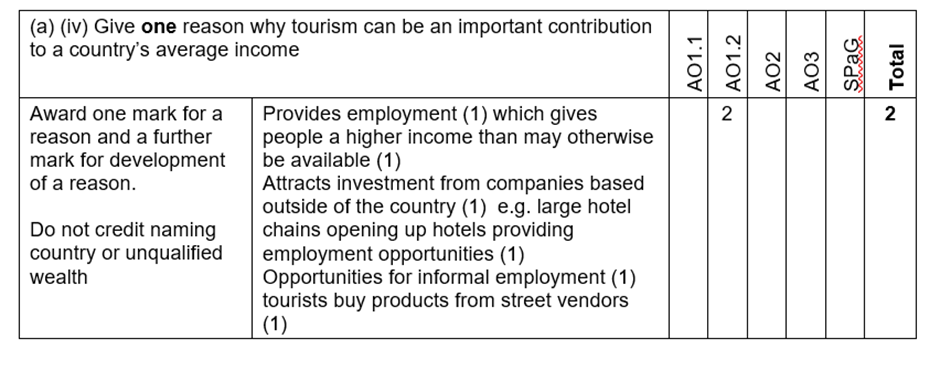 (a) (iv) Give one reason why tourism can be an important contribution
to a country's average income
AO1.1
AO1.2
AO2
AO3
SPaG
Total
Award one mark for a
reason and a further
mark for development
of a reason.
Do not credit naming
country or unqualified
wealth
Provides employment (1) which gives
people a higher income than may otherwise
be available (1)
Attracts investment from companies based
outside of the country (1)  e.g. large hotel
chains opening up hotels providing
employment opportunities (1)
Opportunities for informal employment (1)
tourists buy products from street vendors
(1)
2
2